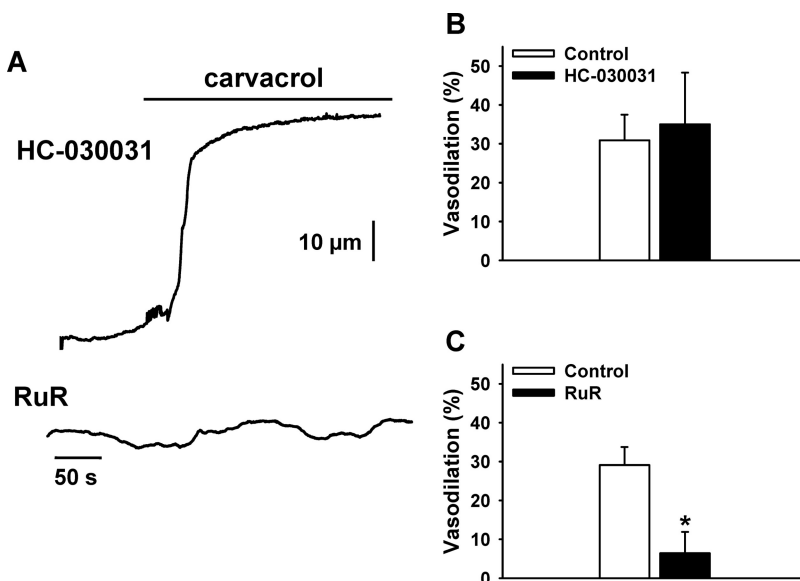 A
carvacrol
HC-030031
10 µm
RuR
50 s
B
Control
HC-030031
Vasodilation (%)
50
40
30
20
10
0
C
Control
RuR
Vasodilation (%)
50
40
30
20
10
0
*